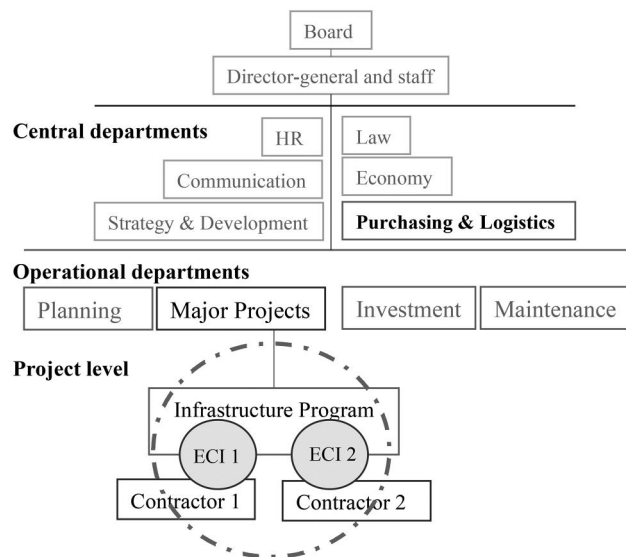 Board
Director-general and staff
Central departments
HR
Law
Communication
Economy
Strategy & Development
Purchasing & Logistics
Operational departments
Planning
Major Projects
Investment
Maintenance
Project level
Infrastructure Program
ECI 1
ECI 2
Contractor 1
Contractor 2